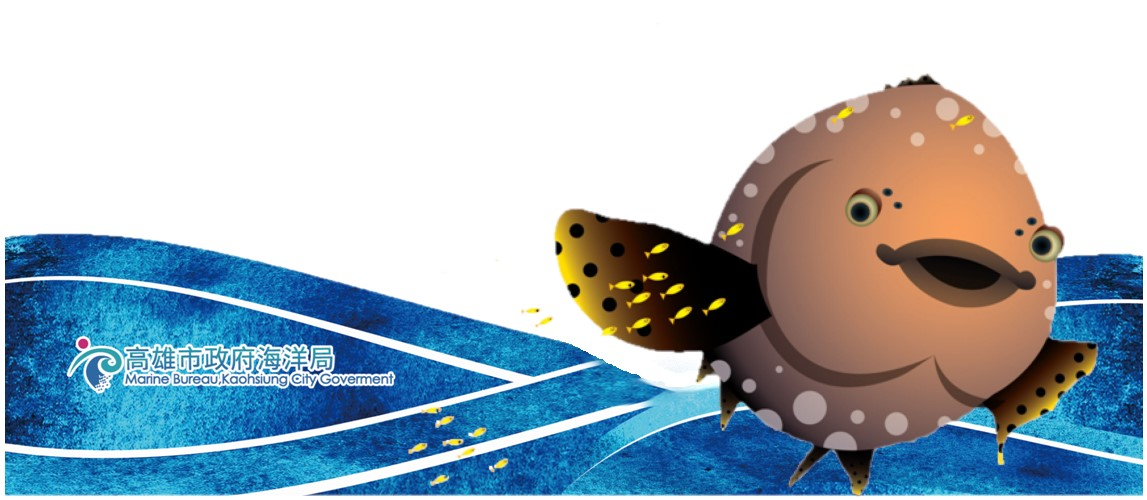 高雄市政府海洋局
Marine Bureau,Kaohsiung City Goverment